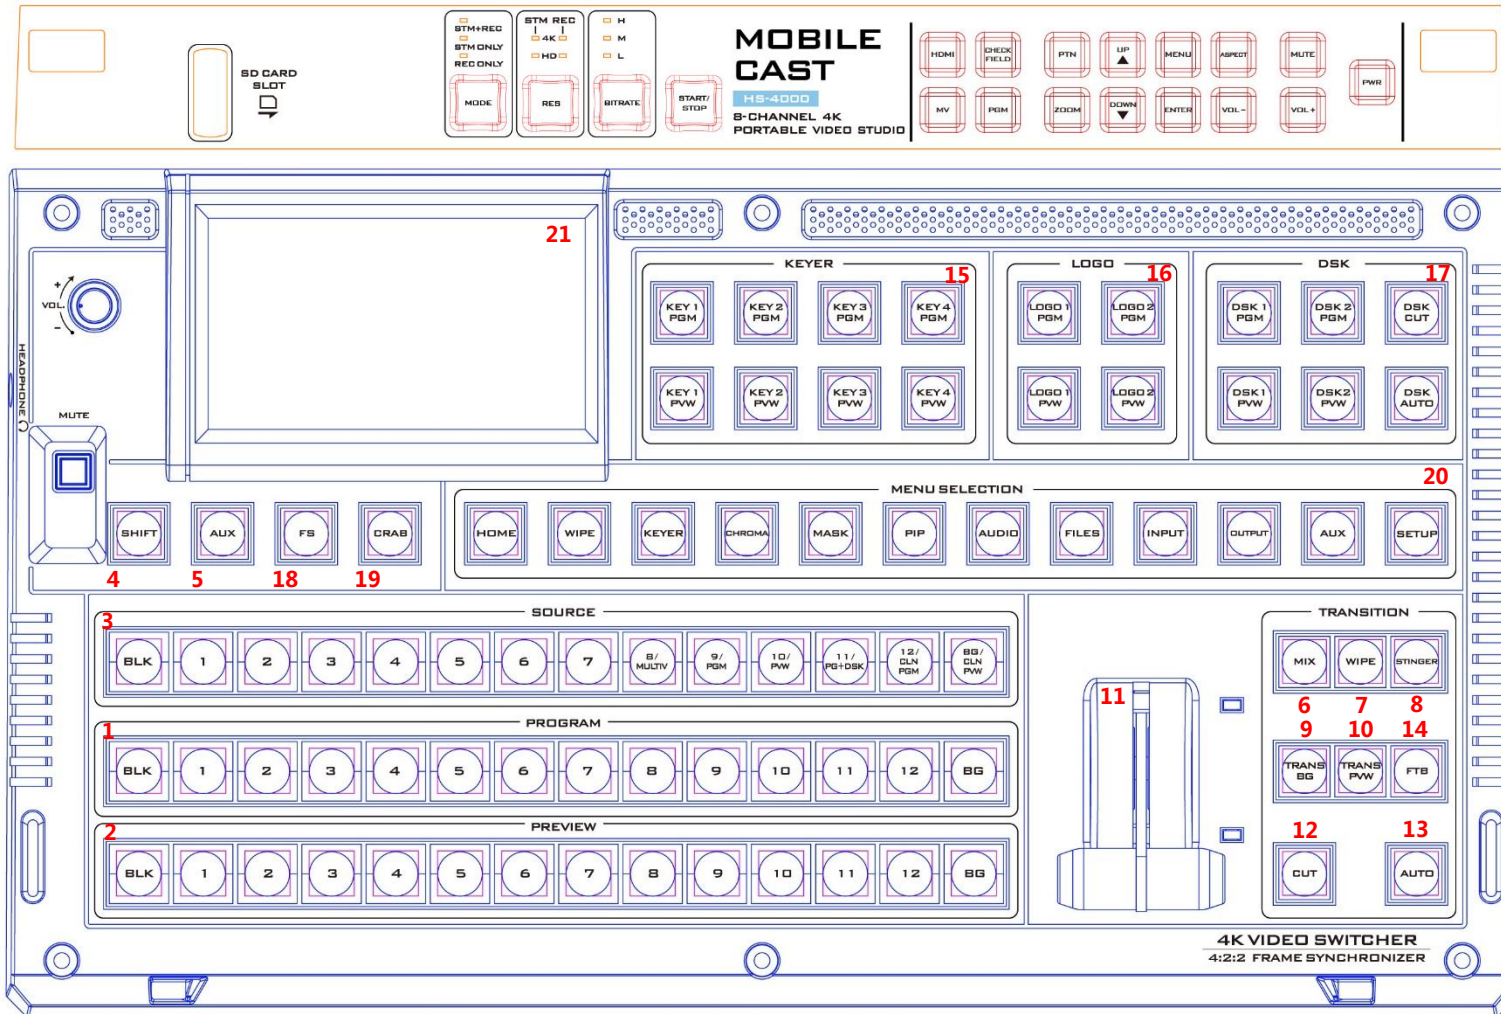 STM+REC
STM ONLY
REC ONLY
MODE
STM REC
4K
HD
RES
H
M
L
BITRATE
START/
STOP
SD CARD
SLOT
MOBILE
CAST
HS-4000
8-CHANNEL 4K
PORTABLE VIDEO STUDIO
HDMI
CHECK
FIELD
PTN
UP
MENU
ASPECT
MUTE
PWR
MV
PGM
ZOOM
DOWN
ENTER
VOL-
VOL+
21
+
VOL.
-
HEADPHONE
MUTE
KEYER
15
KEY 1
PGM
KEY 2
PGM
KEY 3
PGM
KEY 4
PGM
KEY 1
PVW
KEY 2
PVW
KEY 3
PVW
KEY 4
PVW
LOGO
16
LOGO 1
PGM
LOGO 2
PGM
LOGO 1
PVW
LOGO 2
PVW
DSK
17
DSK 1
PGM
DSK 2
PGM
DSK
CUT
DSK 1
PVW
DSK2
PVW
DSK
AUTO
20
MENU SELECTION
SHIFT
AUX
FS
CRAB
HOME
WIPE
KEYER
CHROMA
MASK
PIP
AUDIO
FILES
INPUT
OUTPUT
AUX
SETUP
4
5
18
19
SOURCE
3
BLK
1
2
3
4
5
6
7
8/
MULTIV
9/
PGM
10/
PVW
11/
PG+DSK
12/
CLN
PGM
BG/
CLN
PVW
PROGRAM
1
BLK
1
2
3
4
5
6
7
8
9
10
11
12
BG
PREVIEW
2
BLK
1
2
3
4
5
6
7
8
9
10
11
12
BG
11
TRANSITION
MIX
WIPE
STINGER
6
7
8
9
10
14
TRANS
BG
TRANS
PVW
FTB
12
13
CUT
AUTO
4K VIDEO SWITCHER
4:2:2 FRAME SYNCHRONIZER